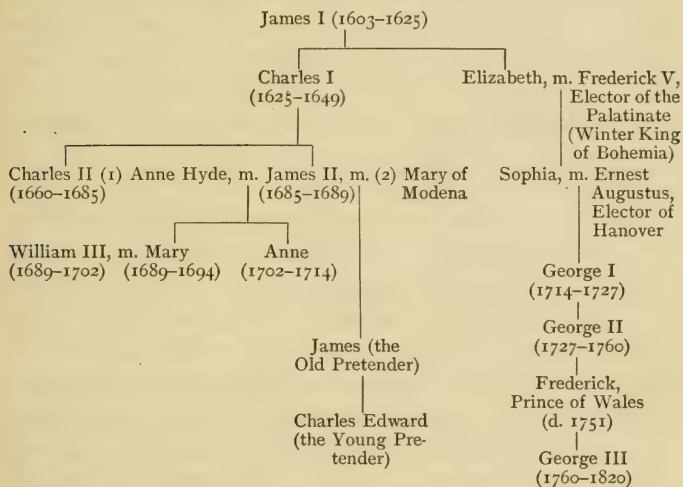 James I (1603–1625)
Charles I
(1625–1649)
Elizabeth, m. Frederick V,
Elector of the
Palatinate
(Winter King
of Bohemia)
Charles II (1) Anne Hyde, m. James II, m. (2) Mary of
(1660–1685) (1685–1689) Modena
Sophia, m. Ernest
Augustus,
Elector of
Hanover
William III, m. Mary Anne
(1689–1702) (1689–1694) (1702–1714)
George I
(1714–1727)
George II
(1727–1760)
James (the
Old Pretender)
Frederick,
Prince of Wales
(d. 1751)
Charles Edward
(the Young Pre-
tender)
George III
(1760–1820)